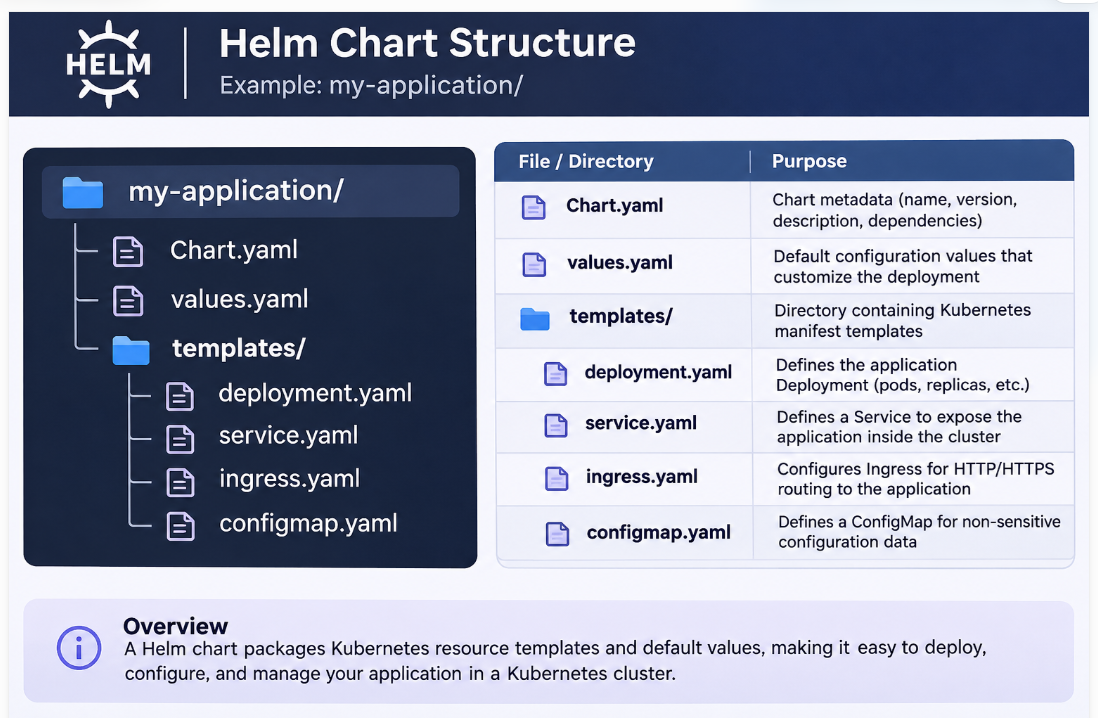 HELM
Helm Chart Structure
Example: my-application/
my-application/
Chart.yaml
values.yaml
templates/
deployment.yaml
service.yaml
ingress.yaml
configmap.yaml
File / Directory
Purpose
Chart.yaml
Chart metadata (name, version,
description, dependencies)
values.yaml
Default configuration values that
customize the deployment
templates/
Directory containing Kubernetes
manifest templates
deployment.yaml
Defines the application
Deployment (pods, replicas, etc.)
service.yaml
Defines a Service to expose the
application inside the cluster
ingress.yaml
Configures Ingress for HTTP/HTTPS
routing to the application
configmap.yaml
Defines a ConfigMap for non-sensitive
configuration data
Overview
A Helm chart packages Kubernetes resource templates and default values, making it easy to deploy,
configure, and manage your application in a Kubernetes cluster.